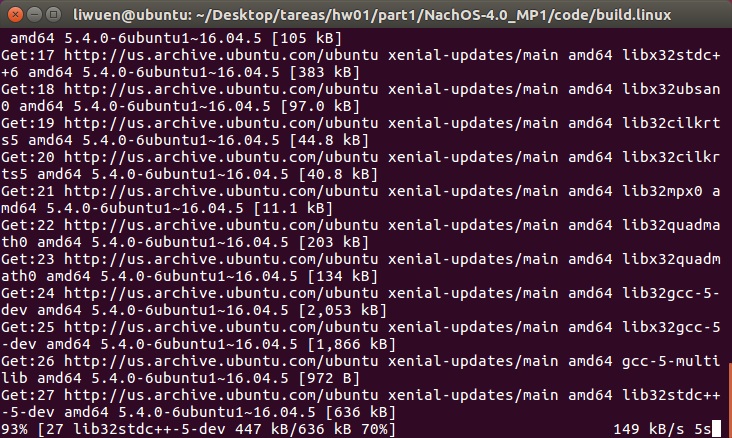 liwuen@ubuntu: ~/Desktop/tareas/hw01/part1/NachOS-4.0_MP1/code/build.linux
 amd64 5.4.0-6ubuntu1~16.04.5 [105 kB]
Get:17 http://us.archive.ubuntu.com/ubuntu xenial-updates/main amd64 libx32stdc+
+6 amd64 5.4.0-6ubuntu1~16.04.5 [383 kB]
Get:18 http://us.archive.ubuntu.com/ubuntu xenial-updates/main amd64 libx32ubsan
0 amd64 5.4.0-6ubuntu1~16.04.5 [97.0 kB]
Get:19 http://us.archive.ubuntu.com/ubuntu xenial-updates/main amd64 lib32cilkrt
s5 amd64 5.4.0-6ubuntu1~16.04.5 [44.8 kB]
Get:20 http://us.archive.ubuntu.com/ubuntu xenial-updates/main amd64 libx32cilkr
ts5 amd64 5.4.0-6ubuntu1~16.04.5 [40.8 kB]
Get:21 http://us.archive.ubuntu.com/ubuntu xenial-updates/main amd64 lib32mpx0 a
md64 5.4.0-6ubuntu1~16.04.5 [11.1 kB]
Get:22 http://us.archive.ubuntu.com/ubuntu xenial-updates/main amd64 lib32quadma
th0 amd64 5.4.0-6ubuntu1~16.04.5 [203 kB]
Get:23 http://us.archive.ubuntu.com/ubuntu xenial-updates/main amd64 libx32quadm
ath0 amd64 5.4.0-6ubuntu1~16.04.5 [134 kB]
Get:24 http://us.archive.ubuntu.com/ubuntu xenial-updates/main amd64 lib32gcc-5-
dev amd64 5.4.0-6ubuntu1~16.04.5 [2,053 kB]
Get:25 http://us.archive.ubuntu.com/ubuntu xenial-updates/main amd64 libx32gcc-5
-dev amd64 5.4.0-6ubuntu1~16.04.5 [1,866 kB]
Get:26 http://us.archive.ubuntu.com/ubuntu xenial-updates/main amd64 gcc-5-multi
lib amd64 5.4.0-6ubuntu1~16.04.5 [972 B]
Get:27 http://us.archive.ubuntu.com/ubuntu xenial-updates/main amd64 lib32stdc++
-5-dev amd64 5.4.0-6ubuntu1~16.04.5 [636 kB]
93% [27 lib32stdc++-5-dev 447 kB/636 kB 70%] 149 kB/s 5s